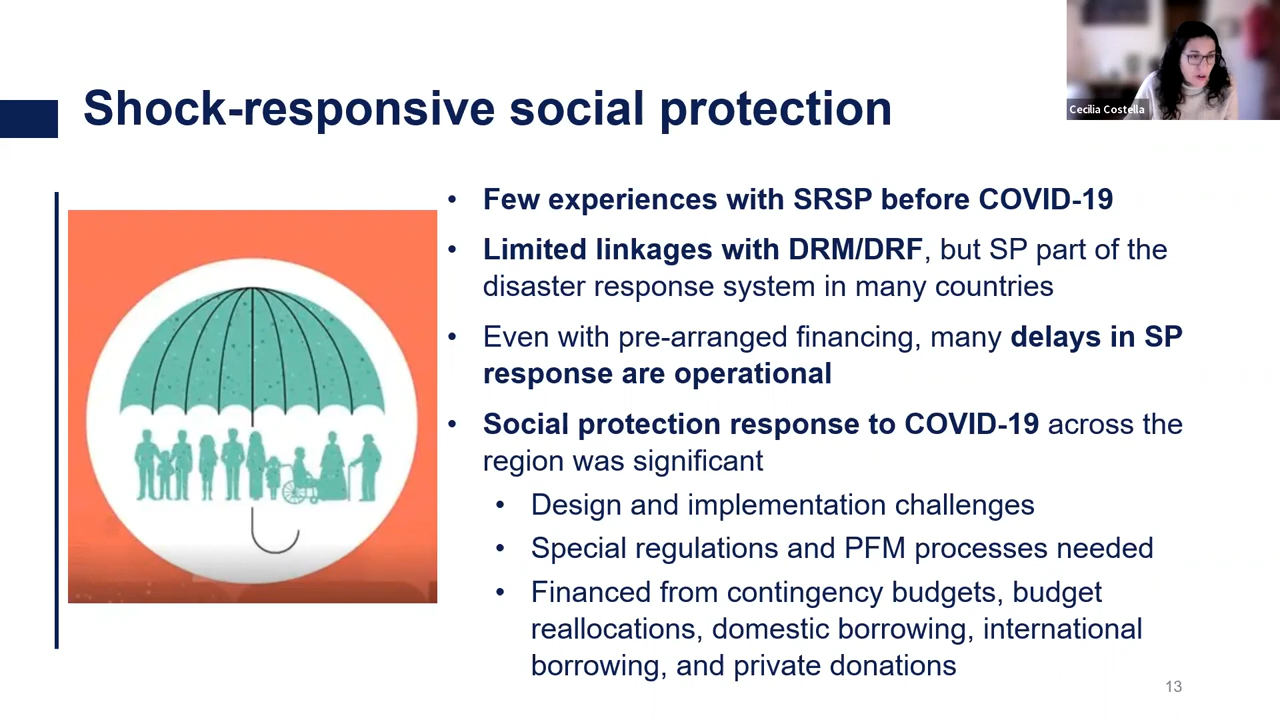 Cecilia Costella
Shock-responsive social protection
• Few experiences with SRSP before COVID-19
• Limited linkages with DRM/DRF, but SP part of the
disaster response system in many countries
• Even with pre-arranged financing, many delays in SP
response are operational
• Social protection response to COVID-19 across the
region was significant
• Design and implementation challenges
• Special regulations and PFM processes needed
• Financed from contingency budgets, budget
reallocations, domestic borrowing, international
borrowing, and private donations
13